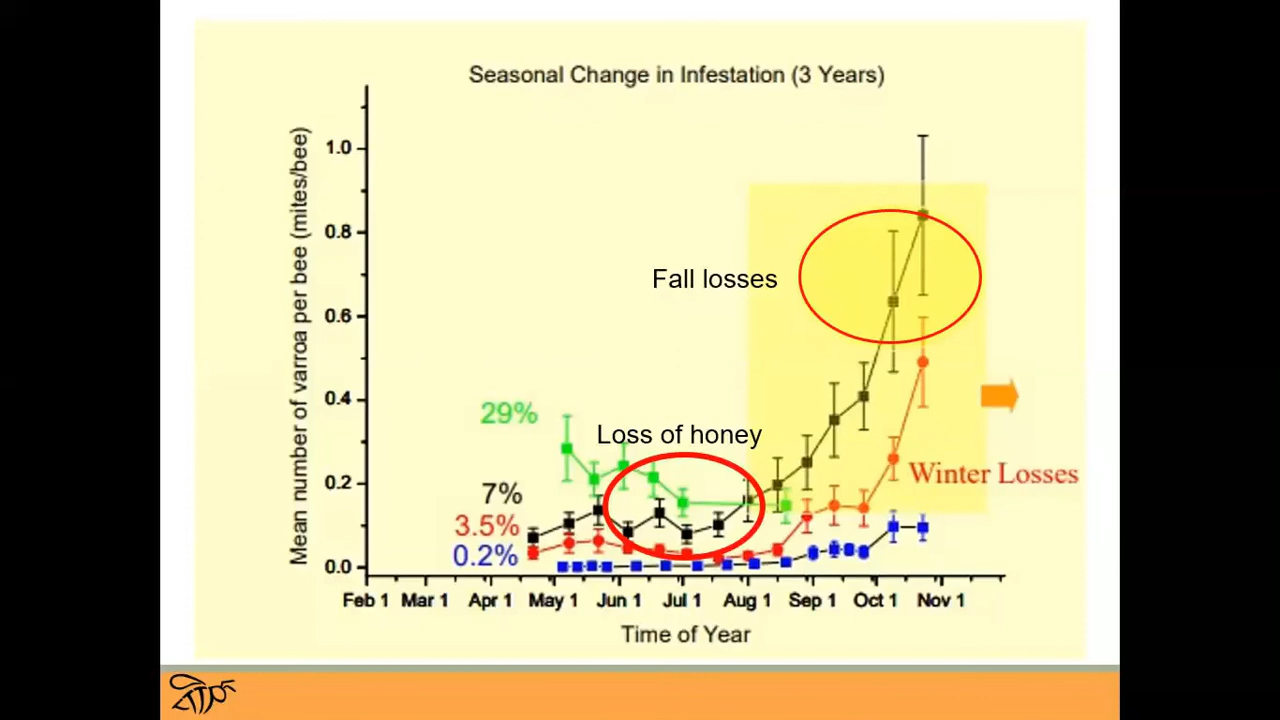 Seasonal Change in Infestation (3 Years)
Mean number of varroa per bee (mites/bee)
1.0
0.8
0.6
0.4
0.2
0.0
Fall losses
29%
Loss of honey
7%
3.5%
0.2%
Winter Losses
Feb 1 Mar 1 Apr 1 May 1 Jun 1 Jul 1 Aug 1 Sep 1 Oct 1 Nov 1
Time of Year